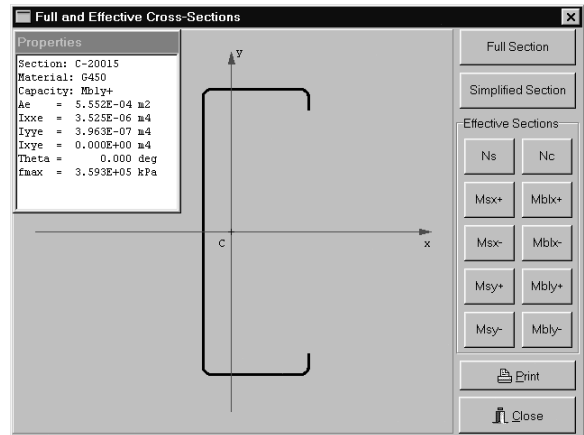 Full and Effective Cross-Sections
Properties
Section: C-20015
Material: G450
Capacity: Mbly+
Ae = 5.552E-04 m2
Ixxe = 3.525E-06 m4
Iyye = 3.963E-07 m4
Ixye = 0.000E+00 m4
Theta = 0.000 deg
fmax = 3.593E+05 kPa
y
C
x
Full Section
Simplified Section
Effective Sections
Ns Nc
Msx+ Mblx+
Msx- Mblx-
Msy+ Mbly+
Msy- Mbly-
Print
Close